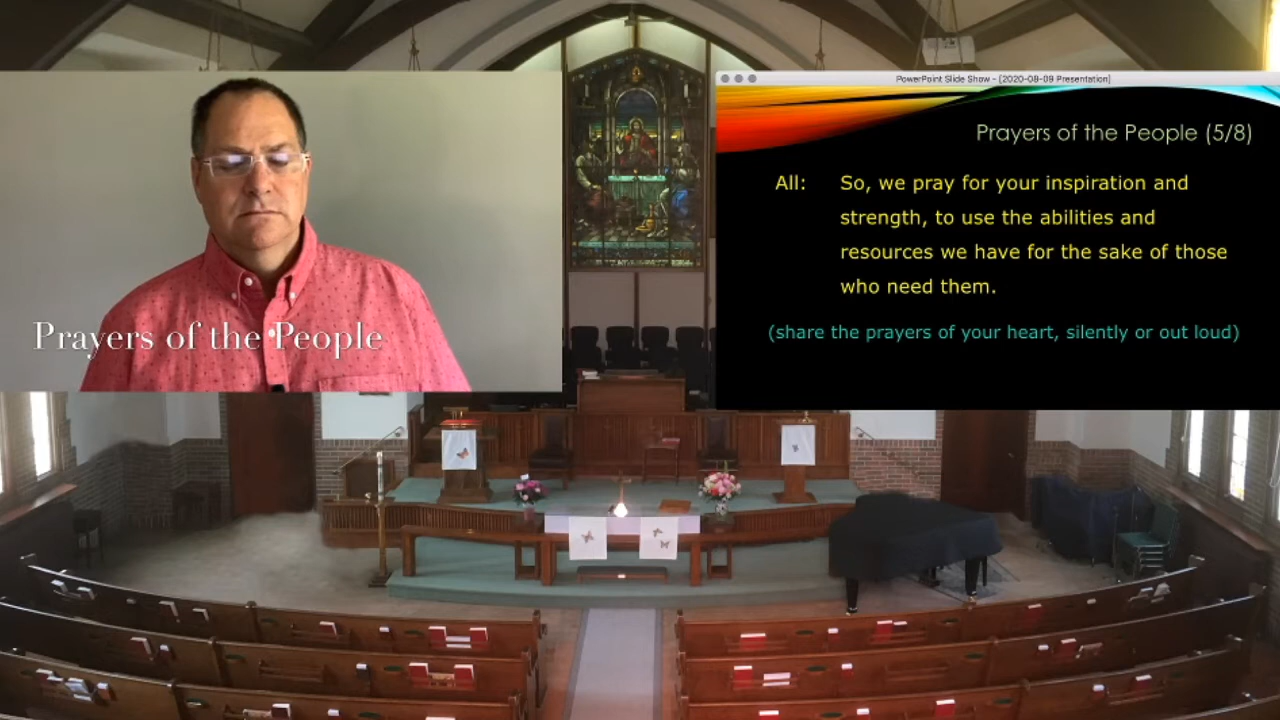 PowerPoint Slide Show - [2020-08-09 Presentation]
Prayers of the People (5/8)
All: So, we pray for your inspiration and
strength, to use the abilities and
resources we have for the sake of those
who need them.
(share the prayers of your heart, silently or out loud)
Prayers of the People